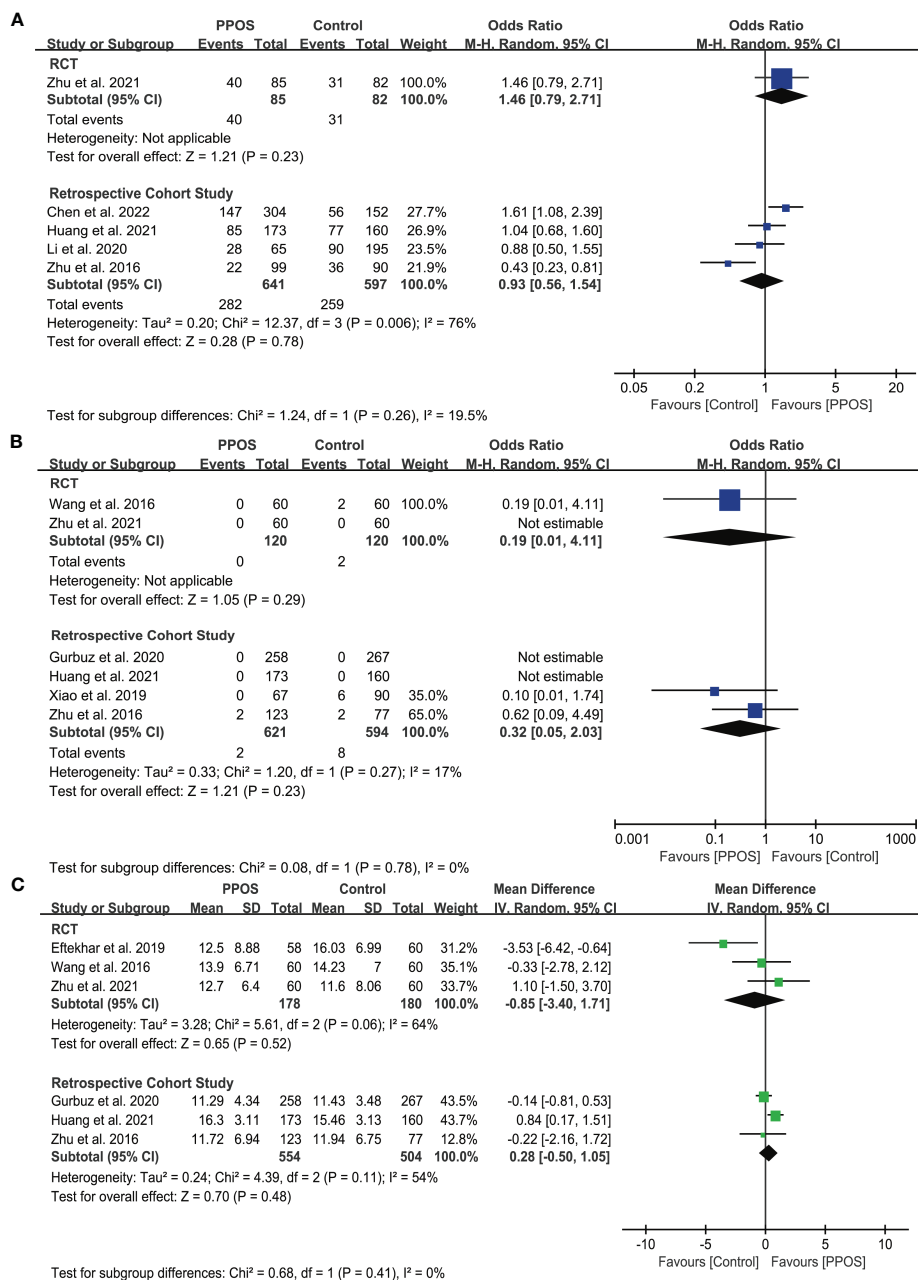 A
PPOS Control Odds Ratio Odds Ratio
Study or Subgroup Events Total Events Total Weight M-H. Random. 95% CI M-H. Random. 95% CI
RCT
Zhu et al. 2021 40 85 31 82 100.0% 1.46 [0.79, 2.71]
Subtotal (95% CI) 85 82 100.0% 1.46 [0.79, 2.71]
Total events 40 31
Heterogeneity: Not applicable
Test for overall effect: Z = 1.21 (P = 0.23)
Retrospective Cohort Study
Chen et al. 2022 147 304 56 152 27.7% 1.61 [1.08, 2.39]
Huang et al. 2021 85 173 77 160 26.9% 1.04 [0.68, 1.60]
Li et al. 2020 28 65 90 195 23.5% 0.88 [0.50, 1.55]
Zhu et al. 2016 22 99 36 90 21.9% 0.43 [0.23, 0.81]
Subtotal (95% CI) 641 597 100.0% 0.93 [0.56, 1.54]
Total events 282 259
Heterogeneity: Tau² = 0.20; Chi² = 12.37, df = 3 (P = 0.006); I² = 76%
Test for overall effect: Z = 0.28 (P = 0.78)
0.05 0.2 1 5 20
Favours [Control] Favours [PPOS]
Test for subgroup differences: Chi² = 1.24, df = 1 (P = 0.26), I² = 19.5%
B
PPOS Control Odds Ratio Odds Ratio
Study or Subgroup Events Total Events Total Weight M-H. Random. 95% CI M-H. Random. 95% CI
RCT
Wang et al. 2016 0 60 2 60 100.0% 0.19 [0.01, 4.11]
Zhu et al. 2021 0 60 0 60 Not estimable
Subtotal (95% CI) 120 120 100.0% 0.19 [0.01, 4.11]
Total events 0 2
Heterogeneity: Not applicable
Test for overall effect: Z = 1.05 (P = 0.29)
Retrospective Cohort Study
Gurbuz et al. 2020 0 258 0 267 Not estimable
Huang et al. 2021 0 173 0 160 Not estimable
Xiao et al. 2019 0 67 6 90 35.0% 0.10 [0.01, 1.74]
Zhu et al. 2016 2 123 2 77 65.0% 0.62 [0.09, 4.49]
Subtotal (95% CI) 621 594 100.0% 0.32 [0.05, 2.03]
Total events 2 8
Heterogeneity: Tau² = 0.33; Chi² = 1.20, df = 1 (P = 0.27); I² = 17%
Test for overall effect: Z = 1.21 (P = 0.23)
0.001 0.1 1 10 1000
Favours [PPOS] Favours [Control]
Test for subgroup differences: Chi² = 0.08, df = 1 (P = 0.78), I² = 0%
C
PPOS Control Mean Difference Mean Difference
Study or Subgroup Mean SD Total Mean SD Total Weight IV. Random. 95% CI IV. Random. 95% CI
RCT
Eftekhar et al. 2019 12.5 8.88 58 16.03 6.99 60 31.2% -3.53 [-6.42, -0.64]
Wang et al. 2016 13.9 6.71 60 14.23 7 60 35.1% -0.33 [-2.78, 2.12]
Zhu et al. 2021 12.7 6.4 60 11.6 8.06 60 33.7% 1.10 [-1.50, 3.70]
Subtotal (95% CI) 178 180 100.0% -0.85 [-3.40, 1.71]
Heterogeneity: Tau² = 3.28; Chi² = 5.61, df = 2 (P = 0.06); I² = 64%
Test for overall effect: Z = 0.65 (P = 0.52)
Retrospective Cohort Study
Gurbuz et al. 2020 11.29 4.34 258 11.43 3.48 267 43.5% -0.14 [-0.81, 0.53]
Huang et al. 2021 16.3 3.11 173 15.46 3.13 160 43.7% 0.84 [0.17, 1.51]
Zhu et al. 2016 11.72 6.94 123 11.94 6.75 77 12.8% -0.22 [-2.16, 1.72]
Subtotal (95% CI) 554 504 100.0% 0.28 [-0.50, 1.05]
Heterogeneity: Tau² = 0.24; Chi² = 4.39, df = 2 (P = 0.11); I² = 54%
Test for overall effect: Z = 0.70 (P = 0.48)
-10 -5 0 5 10
Favours [Control] Favours [PPOS]
Test for subgroup differences: Chi² = 0.68, df = 1 (P = 0.41), I² = 0%